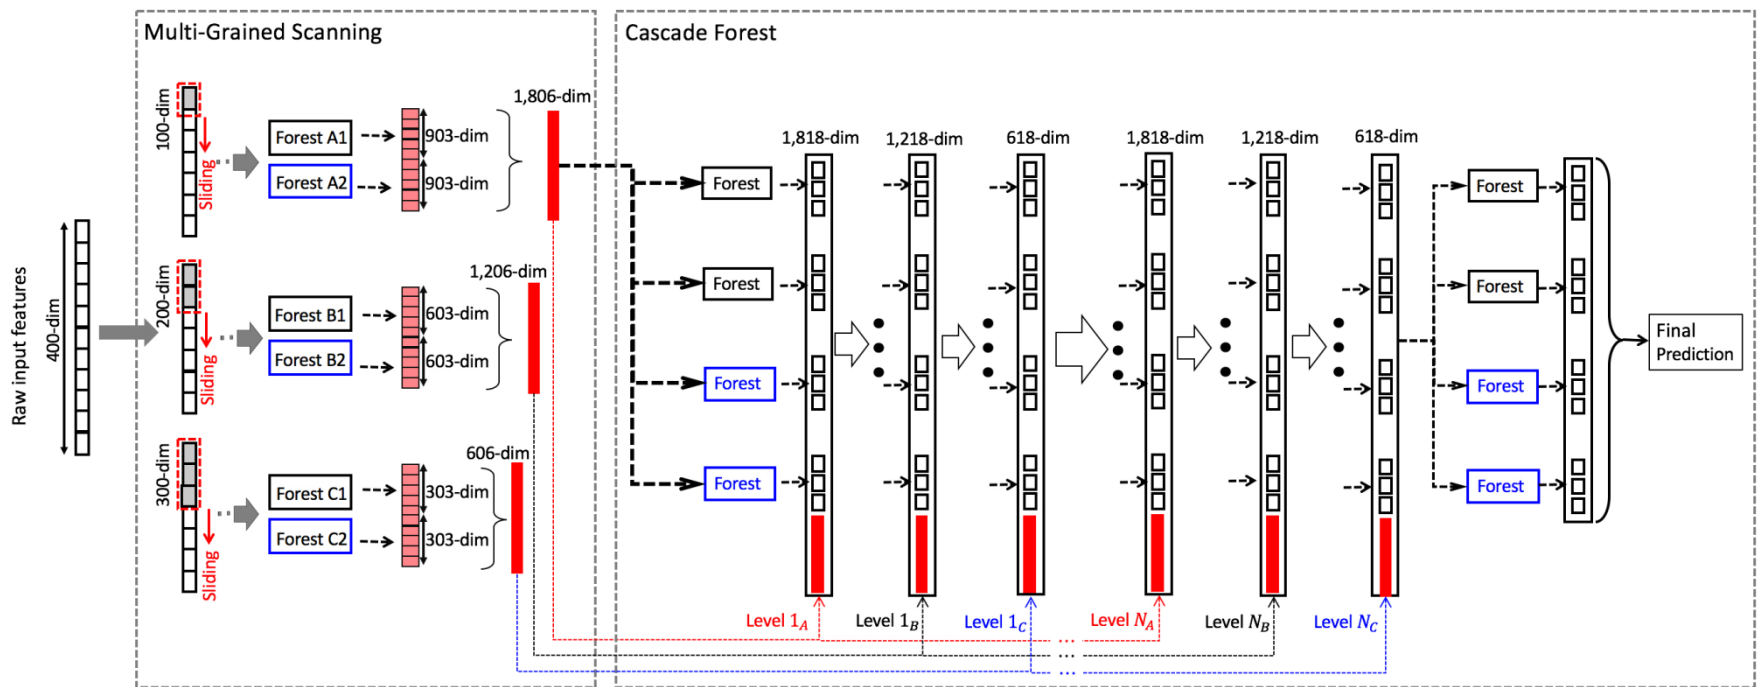 Multi-Grained Scanning
Cascade Forest
Raw input features
400-dim
100-dim
Sliding
Forest A1
Forest A2
903-dim
903-dim
1,806-dim
200-dim
Sliding
Forest B1
Forest B2
603-dim
603-dim
1,206-dim
300-dim
Sliding
Forest C1
Forest C2
303-dim
303-dim
606-dim
Forest
Forest
Forest
Forest
1,818-dim
1,218-dim
618-dim
1,818-dim
1,218-dim
618-dim
Level 1A
Level 1B
Level 1C
Level NA
Level NB
Level NC
...
...
...
Forest
Forest
Forest
Forest
Final
Prediction